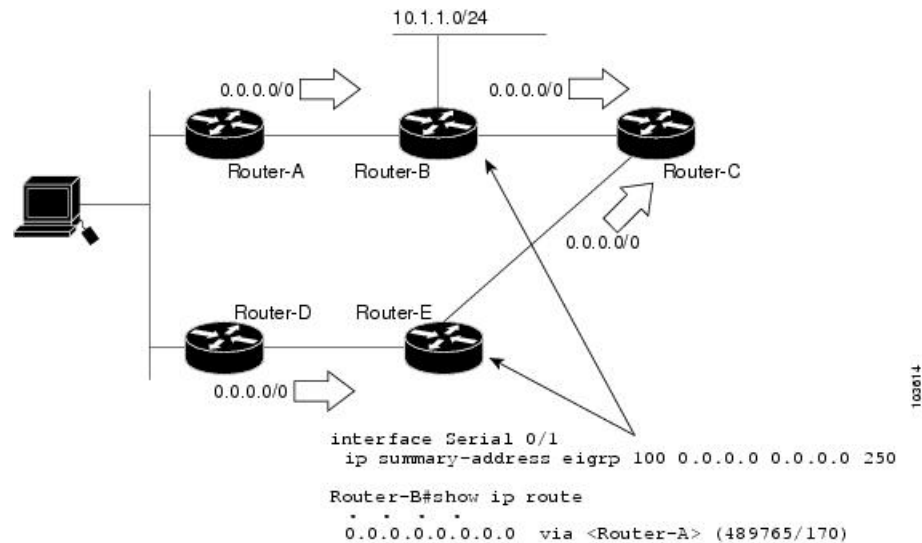 10.1.1.0/24
0.0.0.0/0
0.0.0.0/0
Router-A
Router-B
Router-C
0.0.0.0/0
Router-D
Router-E
0.0.0.0/0
interface Serial 0/1
ip summary-address eigrp 100 0.0.0.0 0.0.0.0 250
Router-B#show ip route
. . . .
0.0.0.0.0.0.0.0 via <Router-A> (489765/170)
103614